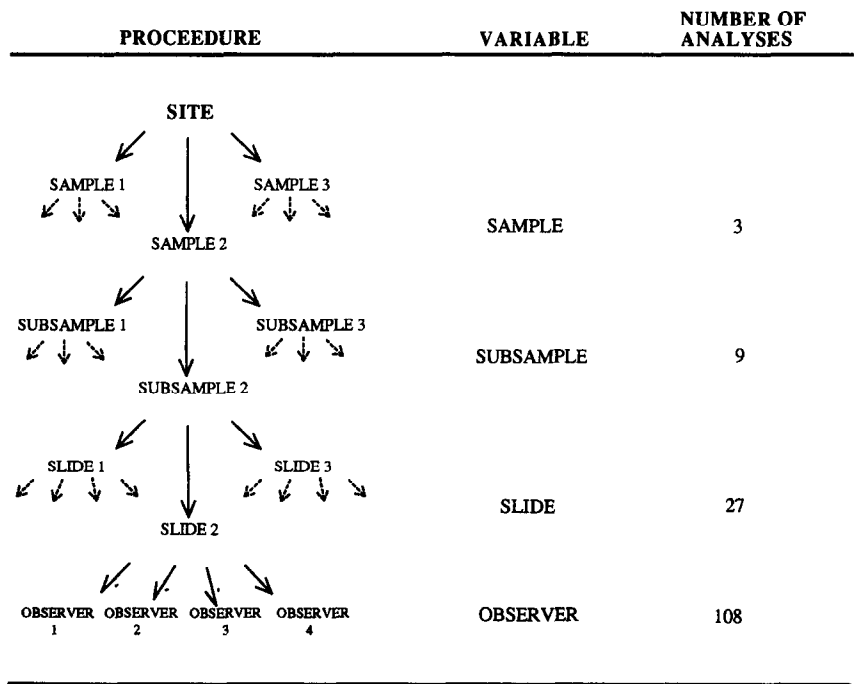 PROCEEDURE VARIABLE NUMBER OF ANALYSES
SITE
SAMPLE 1 SAMPLE 3
SAMPLE 2 SAMPLE 3
SUBSAMPLE 1 SUBSAMPLE 3
SUBSAMPLE 2 SUBSAMPLE 9
SLIDE 1 SLIDE 3
SLIDE 2 SLIDE 27
OBSERVER 1 OBSERVER 2 OBSERVER 3 OBSERVER 4 OBSERVER 108